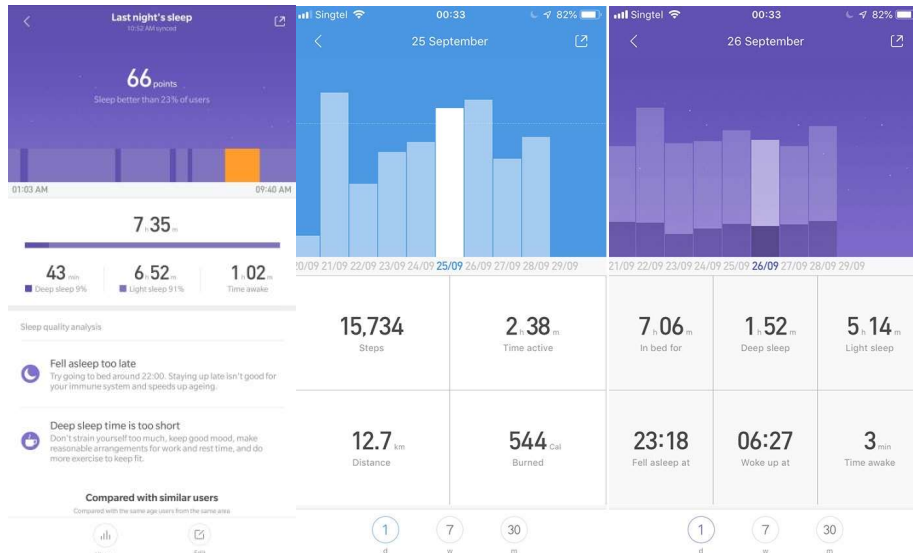 Last night's sleep
10:52 AM synced
66 points
Sleep better than 23% of users
01:03 AM 09:40 AM
7 h 35 m
43 min 6 h 52 m 1 h 02 m
Deep sleep 9% Light sleep 91% Time awake
Sleep quality analysis
Fell asleep too late
Try going to bed around 22:00. Staying up late isn't good for
your immune system and speeds up ageing.
Deep sleep time is too short
Don't strain yourself too much, keep good mood, make
reasonable arrangements for work and rest time, and do
more exercise to keep fit.
Compared with similar users
Compared with the same age users from the same area
Singtel 00:33 82%
25 September
20/09 21/09 22/09 23/09 24/09 25/09 26/09 27/09 28/09 29/09
15,734 2 h 38 m
Steps Time active
12.7 km 544 Cal
Distance Burned
1 7 30
d w m
Singtel 00:33 82%
26 September
21/09 22/09 23/09 24/09 25/09 26/09 27/09 28/09 29/09
7 h 06 m 1 h 52 m 5 h 14 m
In bed for Deep sleep Light sleep
23:18 06:27 3 min
Fell asleep at Woke up at Time awake
1 7 30
d w m